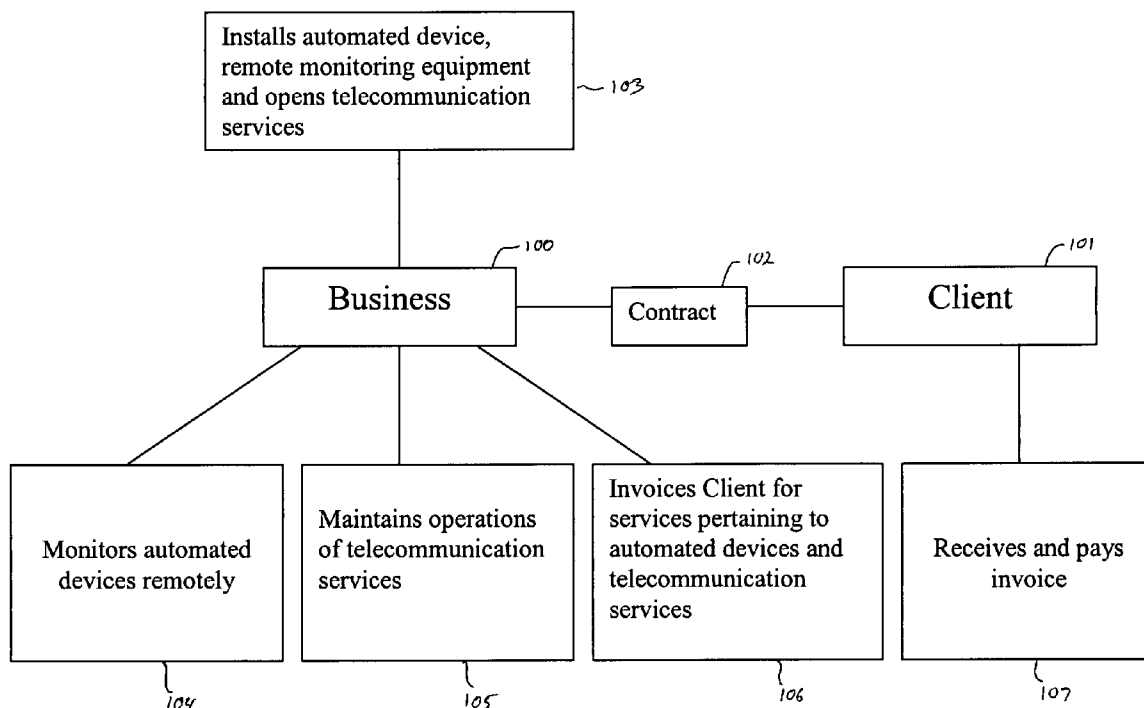 Installs automated device,
remote monitoring equipment
and opens telecommunication
services
103
100
102
101
Business
Contract
Client
Monitors automated
devices remotely
Maintains operations
of telecommunication
services
Invoices Client for
services pertaining to
automated devices and
telecommunication
services
Receives and pays
invoice
104
105
106
107